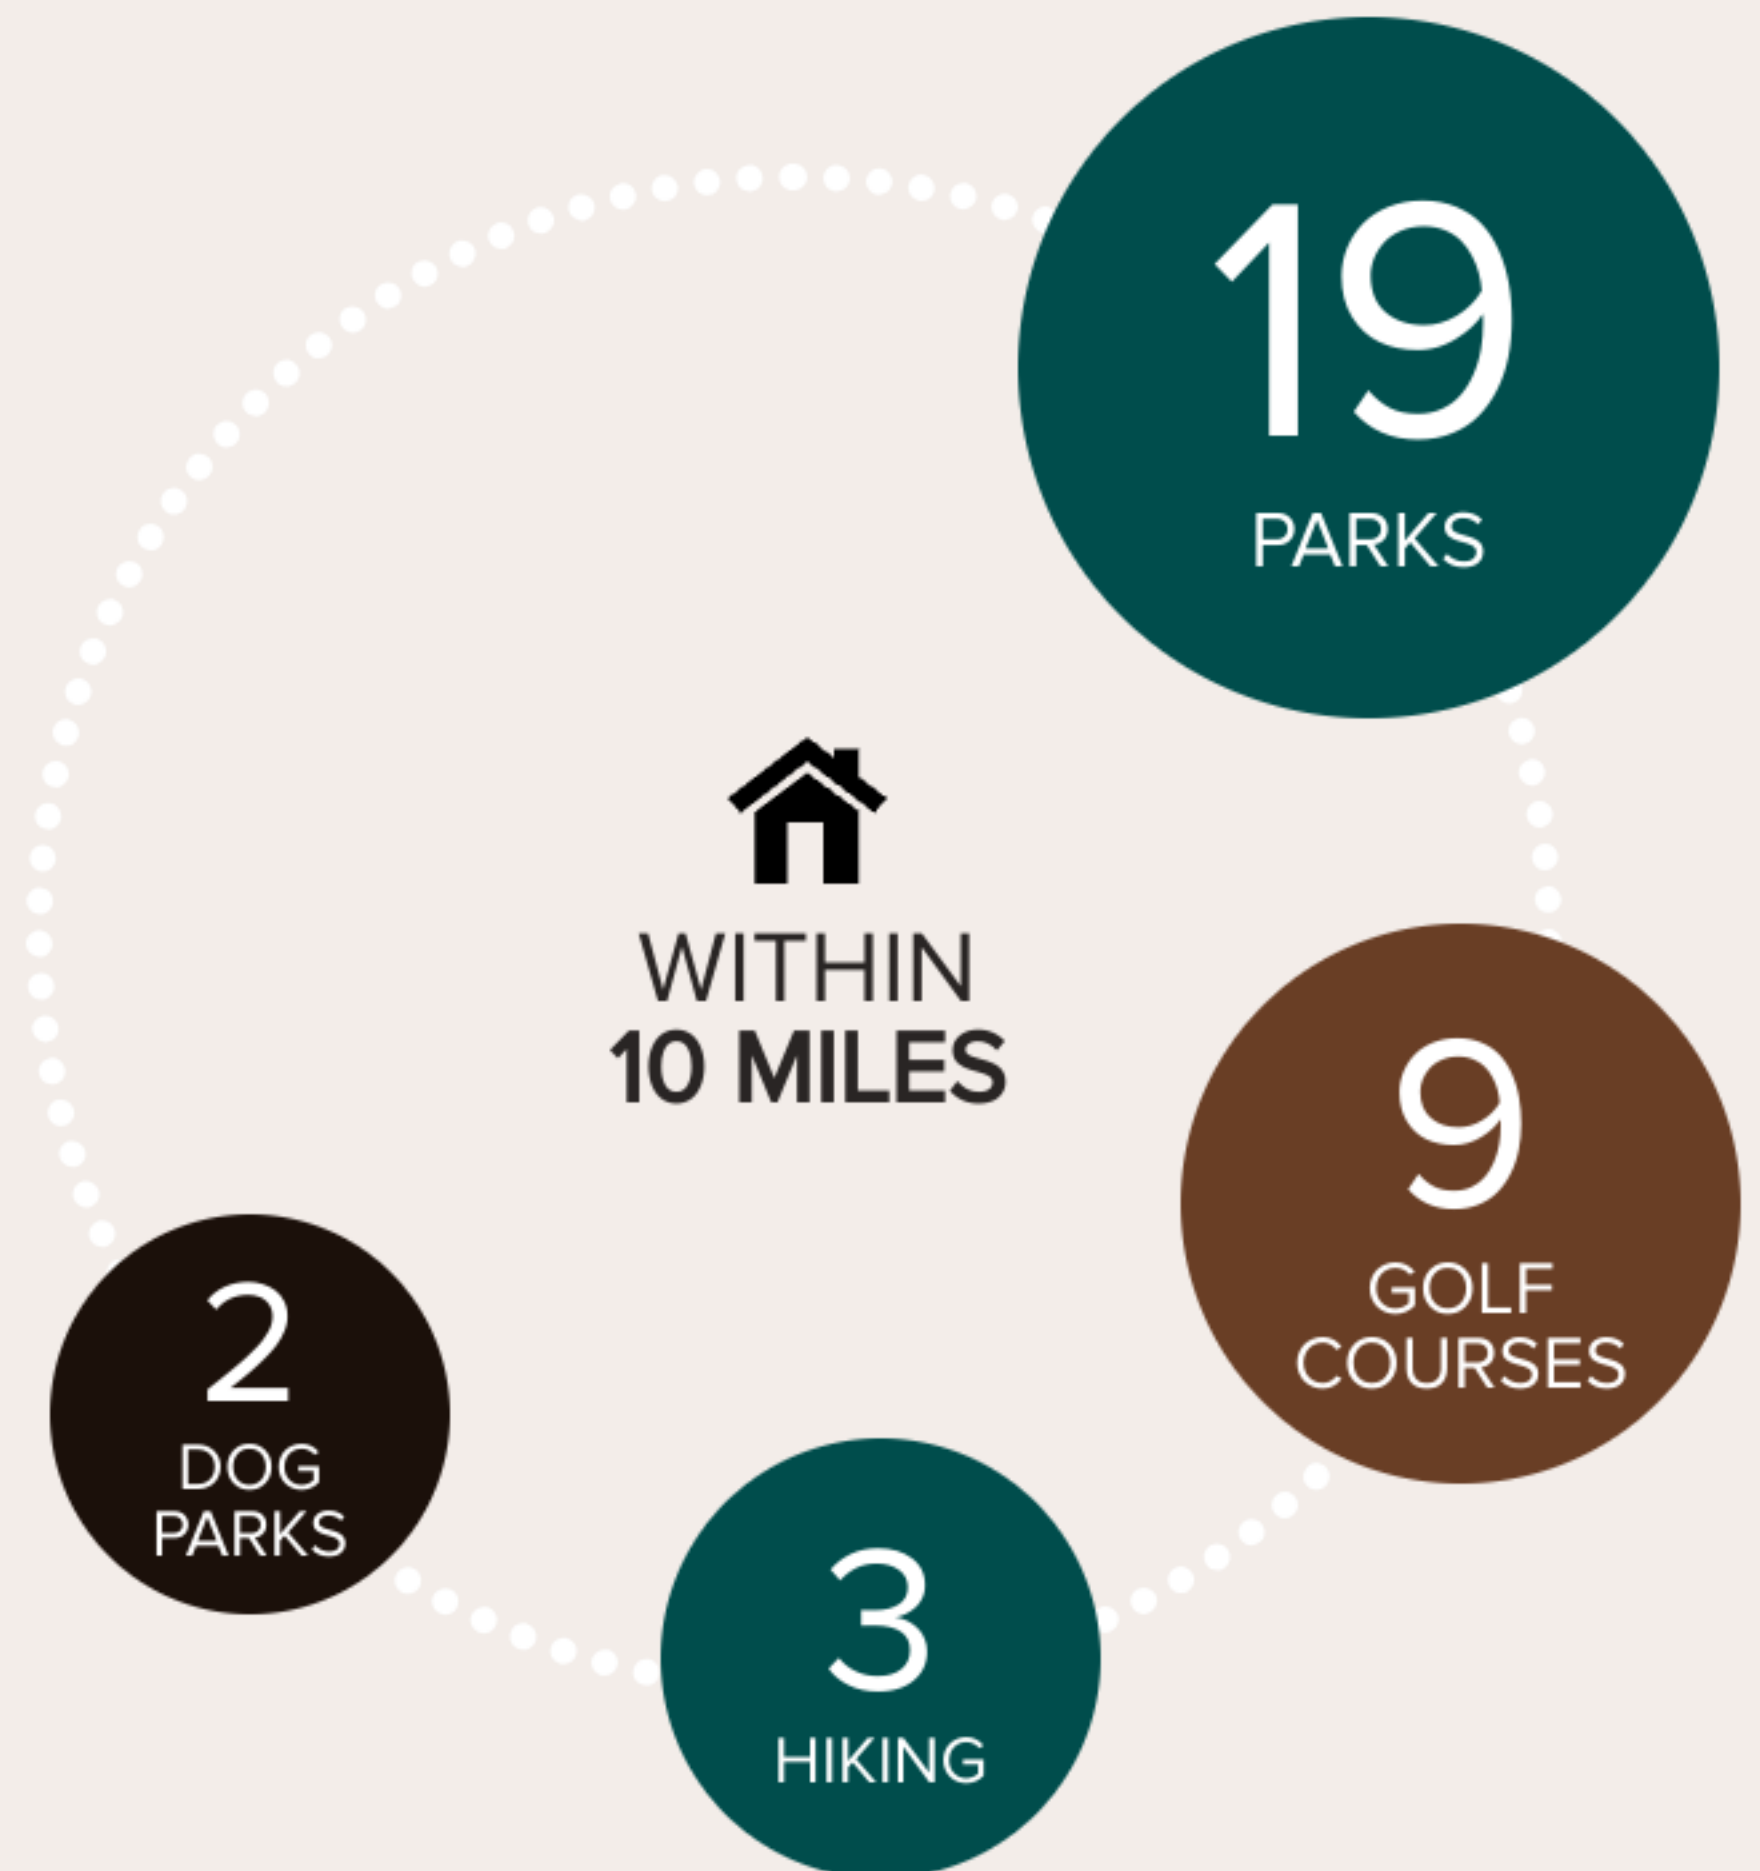 19
PARKS
WITHIN
10 MILES
9
GOLF
COURSES
2
DOG
PARKS
3
HIKING